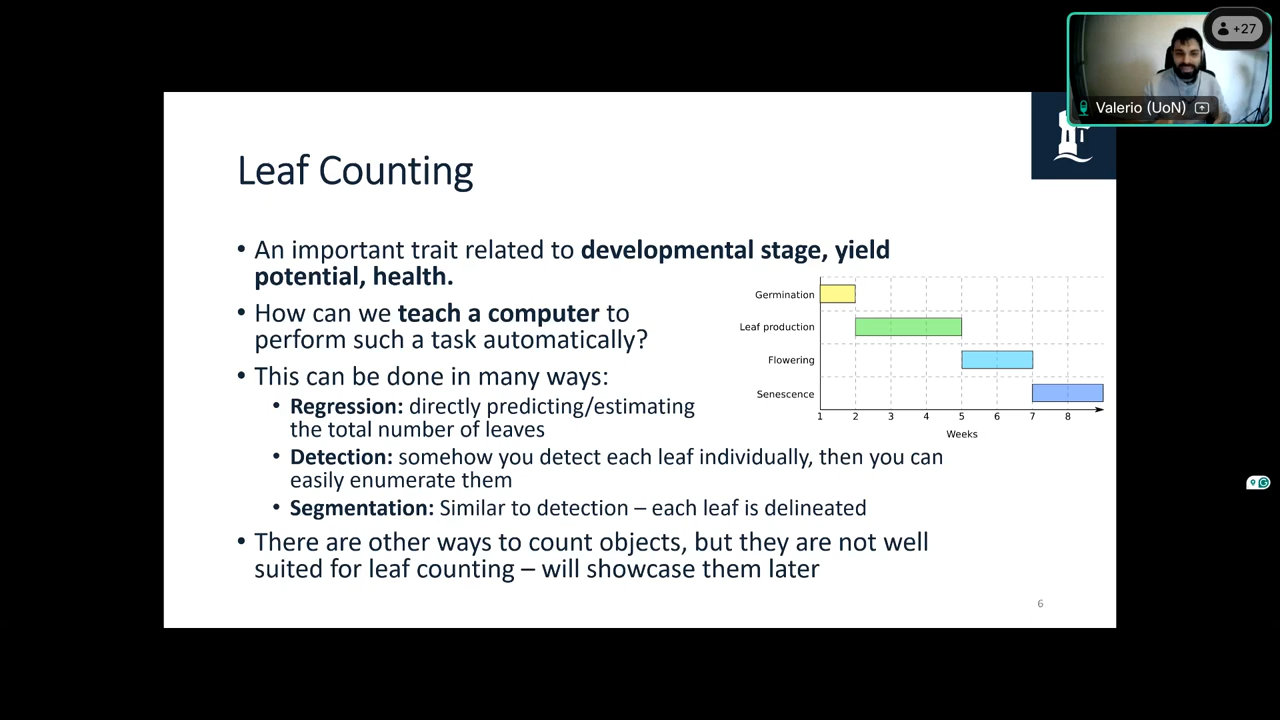 +27
Valerio (UoN)
Leaf Counting
• An important trait related to developmental stage, yield
potential, health.
• How can we teach a computer to
perform such a task automatically?
• This can be done in many ways:
• Regression: directly predicting/estimating
the total number of leaves
• Detection: somehow you detect each leaf individually, then you can
easily enumerate them
• Segmentation: Similar to detection – each leaf is delineated
• There are other ways to count objects, but they are not well
suited for leaf counting – will showcase them later
Germination
Leaf production
Flowering
Senescence
1 2 3 4 5 6 7 8
Weeks
6